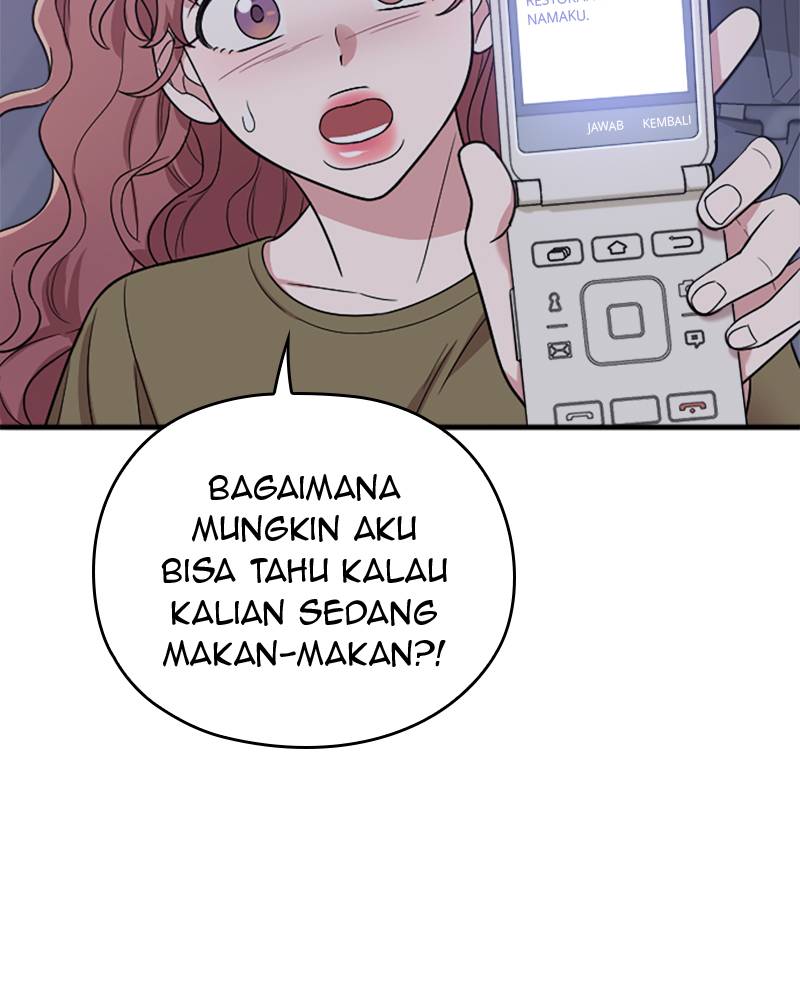 NAMAKU.
JAWAB KEMBALI
BAGAIMANA
MUNGKIN AKU
BISA TAHU KALAU
KALIAN SEDANG
MAKAN-MAKAN?!